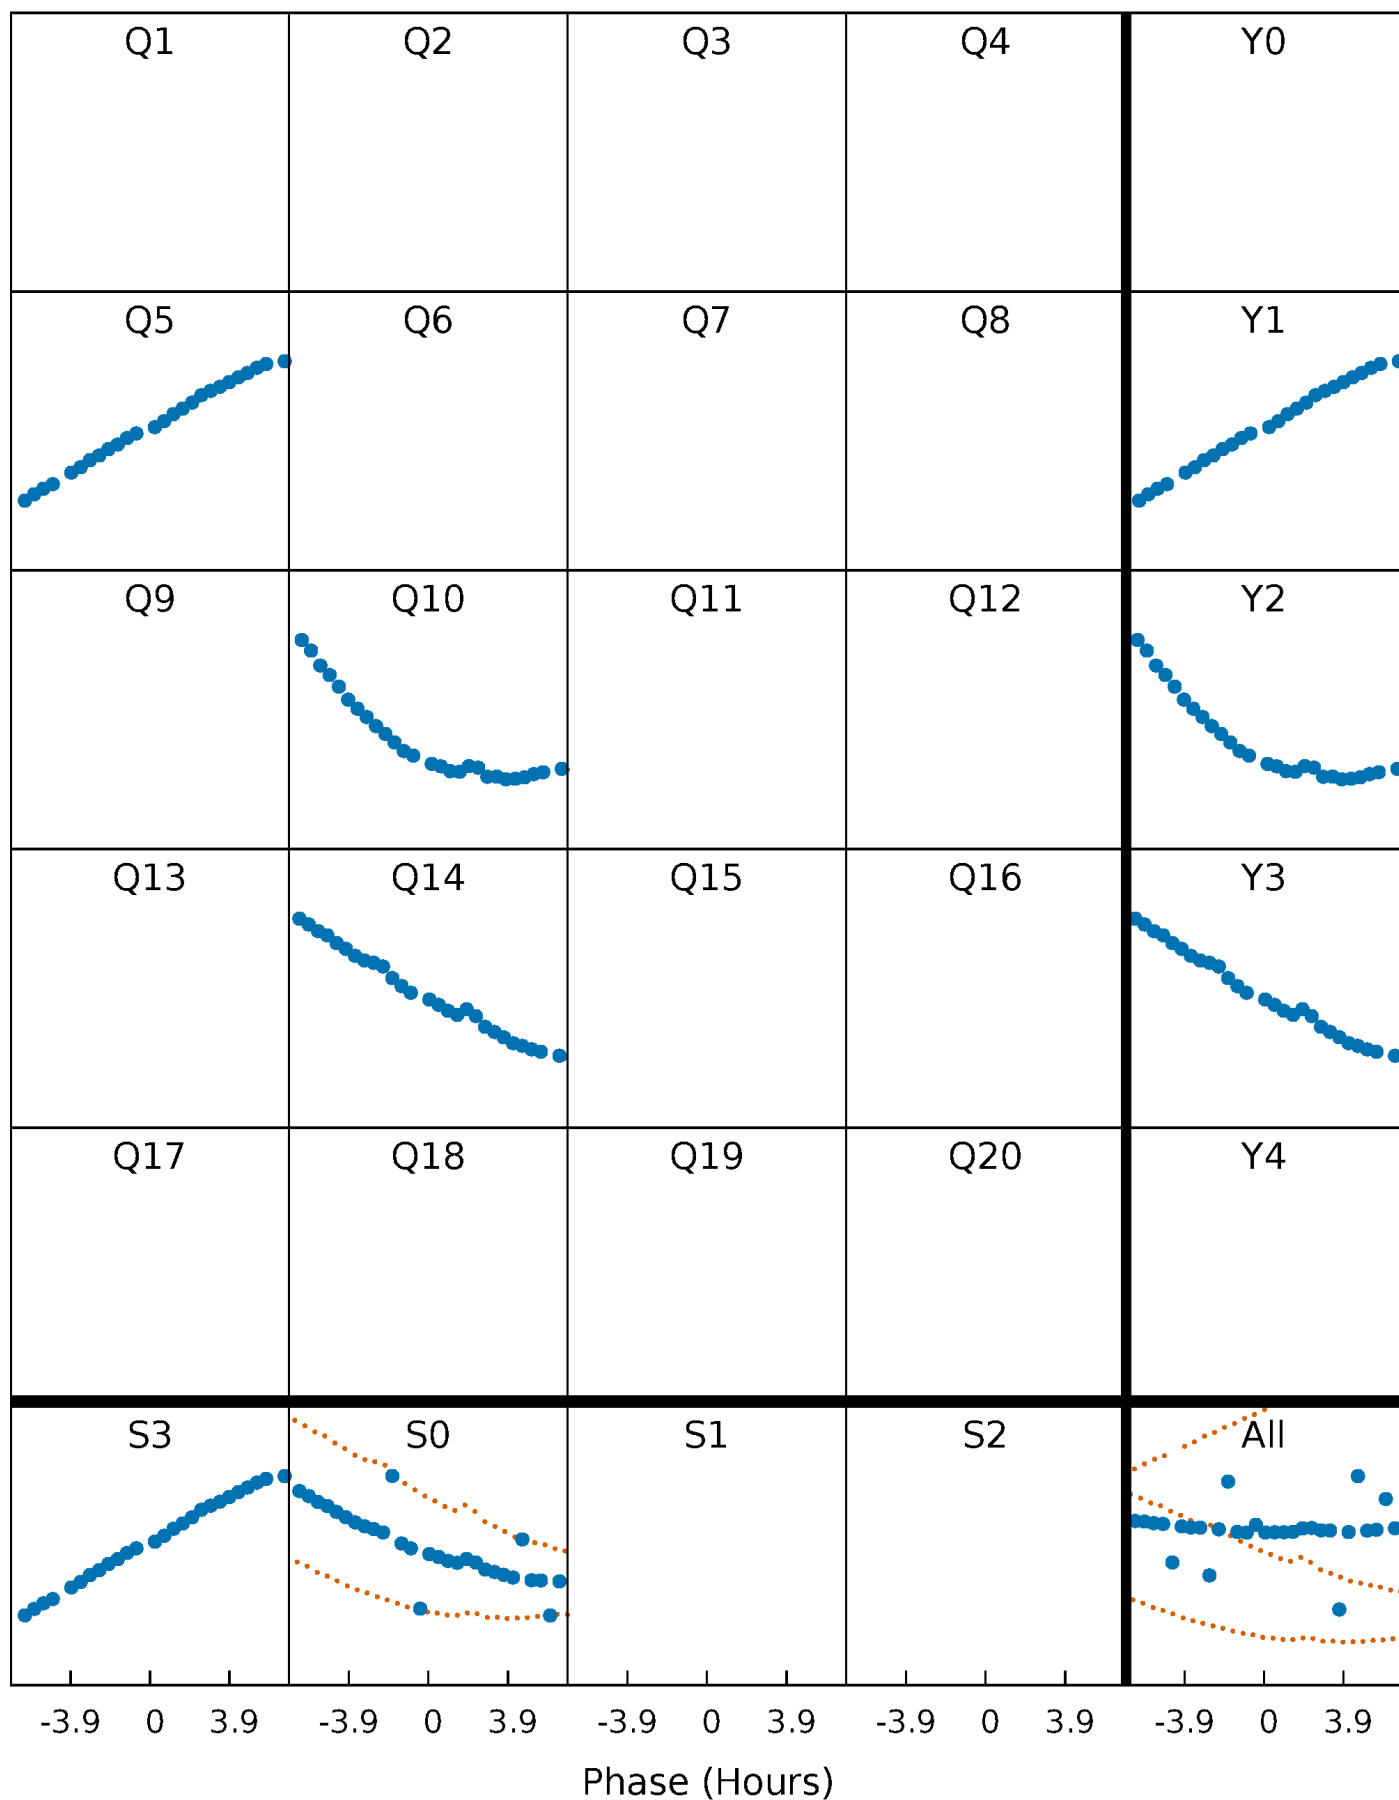 Q1 Q2 Q3 Q4 Y0
Q5 Q6 Q7 Q8 Y1
Q9 Q10 Q11 Q12 Y2
Q13 Q14 Q15 Q16 Y3
Q17 Q18 Q19 Q20 Y4
S3 S0 S1 S2 All
-3.9 0 3.9 -3.9 0 3.9 -3.9 0 3.9 -3.9 0 3.9 -3.9 0 3.9
Phase (Hours)